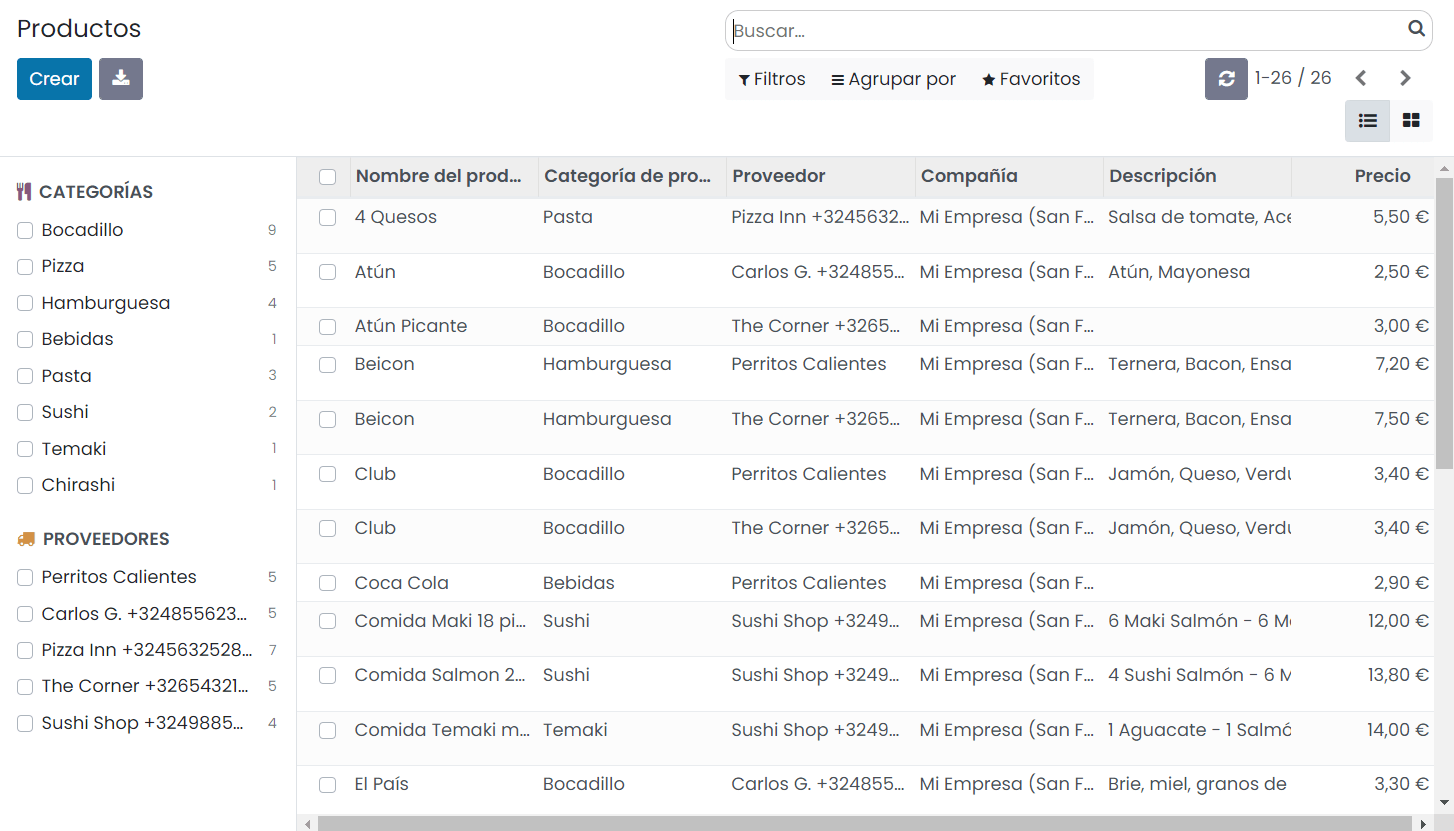 Productos
Buscar...
Crear
Filtros Agrupar por Favoritos
1-26 / 26
CATEGORÍAS
Bocadillo 9
Pizza 5
Hamburguesa 4
Bebidas 1
Pasta 3
Sushi 2
Temaki 1
Chirashi 1
PROVEEDORES
Perritos Calientes 5
Carlos G. +324855623... 5
Pizza Inn +3245632528... 7
The Corner +32654321... 5
Sushi Shop +3249885... 4
Nombre del prod... Categoría de pro... Proveedor Compañía Descripción Precio
4 Quesos Pasta Pizza Inn +3245632... Mi Empresa (San F... Salsa de tomate, Ace 5,50 €
Atún Bocadillo Carlos G. +324855... Mi Empresa (San F... Atún, Mayonesa 2,50 €
Atún Picante Bocadillo The Corner +3265... Mi Empresa (San F... 3,00 €
Beicon Hamburguesa Perritos Calientes Mi Empresa (San F... Ternera, Bacon, Ensa 7,20 €
Beicon Hamburguesa The Corner +3265... Mi Empresa (San F... Ternera, Bacon, Ensa 7,50 €
Club Bocadillo Perritos Calientes Mi Empresa (San F... Jamón, Queso, Verdu 3,40 €
Club Bocadillo The Corner +3265... Mi Empresa (San F... Jamón, Queso, Verdu 3,40 €
Coca Cola Bebidas Perritos Calientes Mi Empresa (San F... 2,90 €
Comida Maki 18 pi... Sushi Sushi Shop +3249... Mi Empresa (San F... 6 Maki Salmón - 6 M 12,00 €
Comida Salmon 2... Sushi Sushi Shop +3249... Mi Empresa (San F... 4 Sushi Salmón - 6 M 13,80 €
Comida Temaki m... Temaki Sushi Shop +3249... Mi Empresa (San F... 1 Aguacate - 1 Salmó 14,00 €
El País Bocadillo Carlos G. +324855... Mi Empresa (San F... Brie, miel, granos de 3,30 €